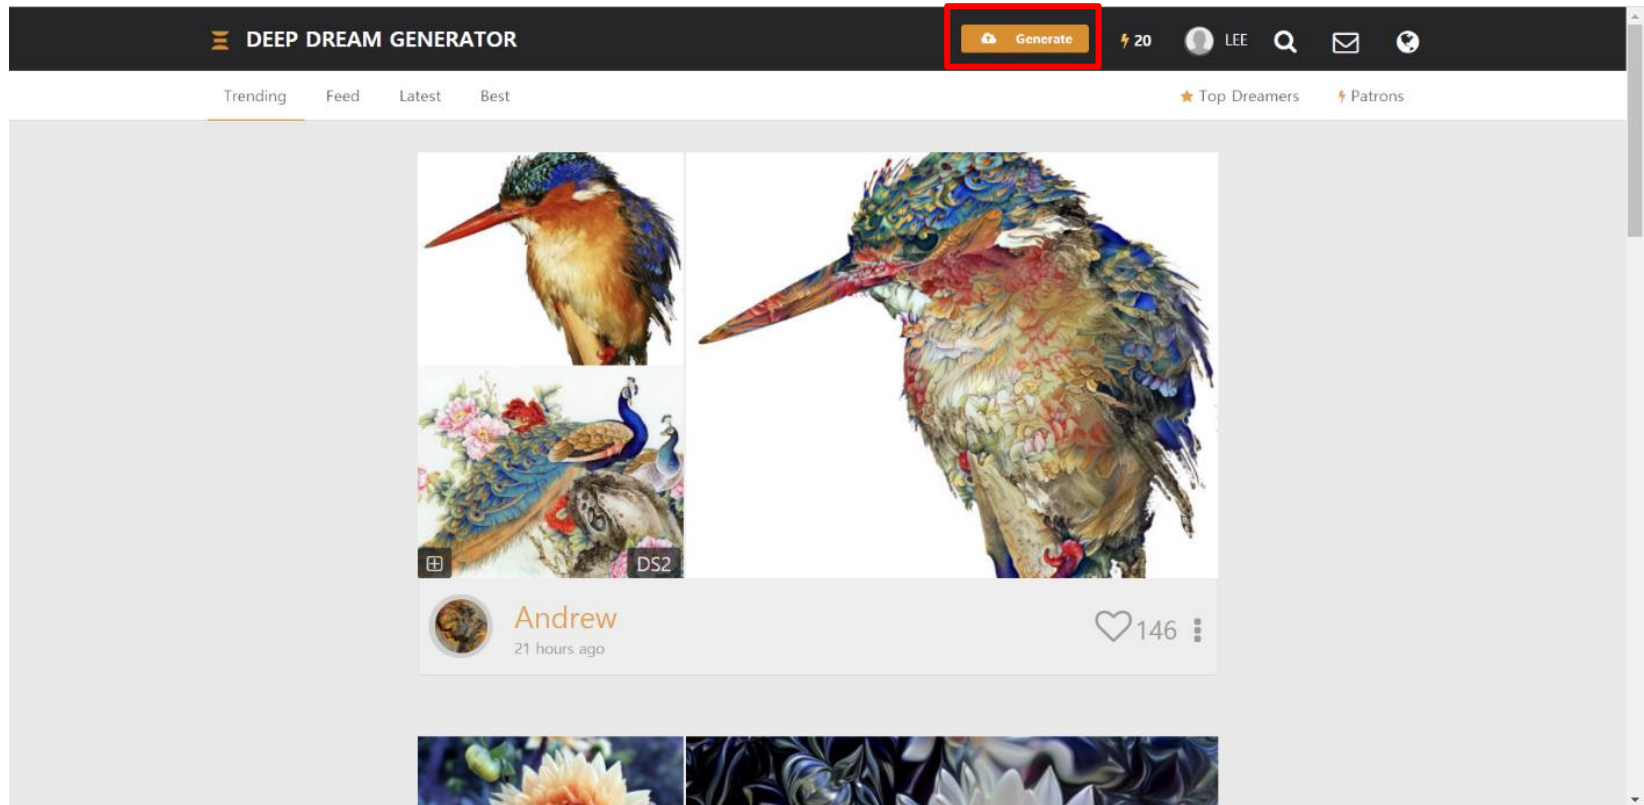 DEEP DREAM GENERATOR
Generate
20
LEE
Trending
Feed
Latest
Best
Top Dreamers
Patrons
DS2
Andrew
21 hours ago
146